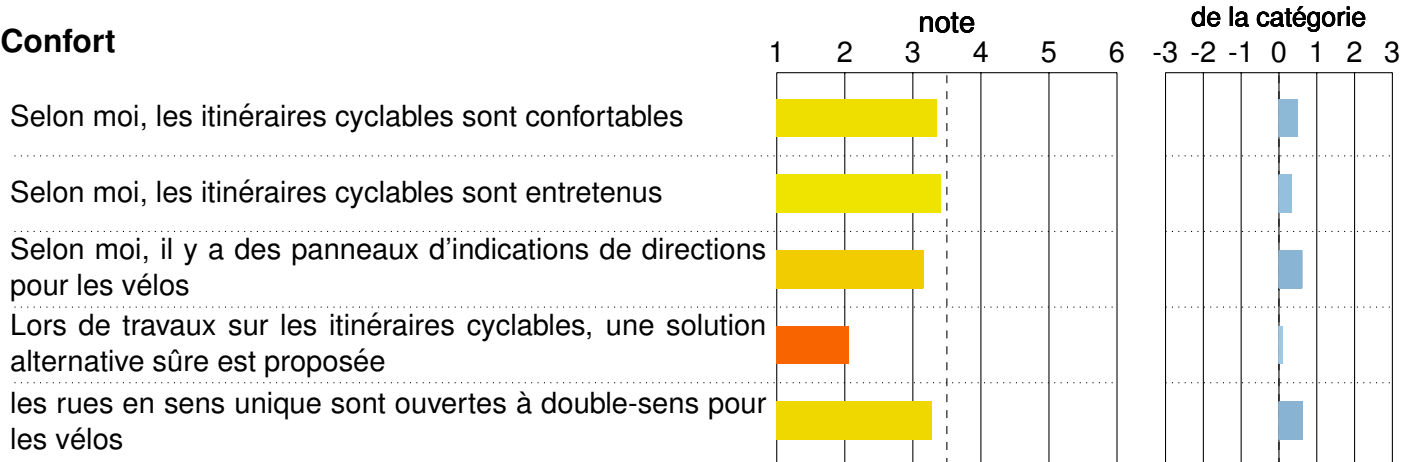 note
de la catégorie
Confort
1 2 3 4 5 6
-3 -2 -1 0 1 2 3
Selon moi, les itinéraires cyclables sont confortables
Selon moi, les itinéraires cyclables sont entretenus
Selon moi, il y a des panneaux d'indications de directions
pour les vélos
Lors de travaux sur les itinéraires cyclables, une solution
alternative sûre est proposée
les rues en sens unique sont ouvertes à double-sens pour
les vélos